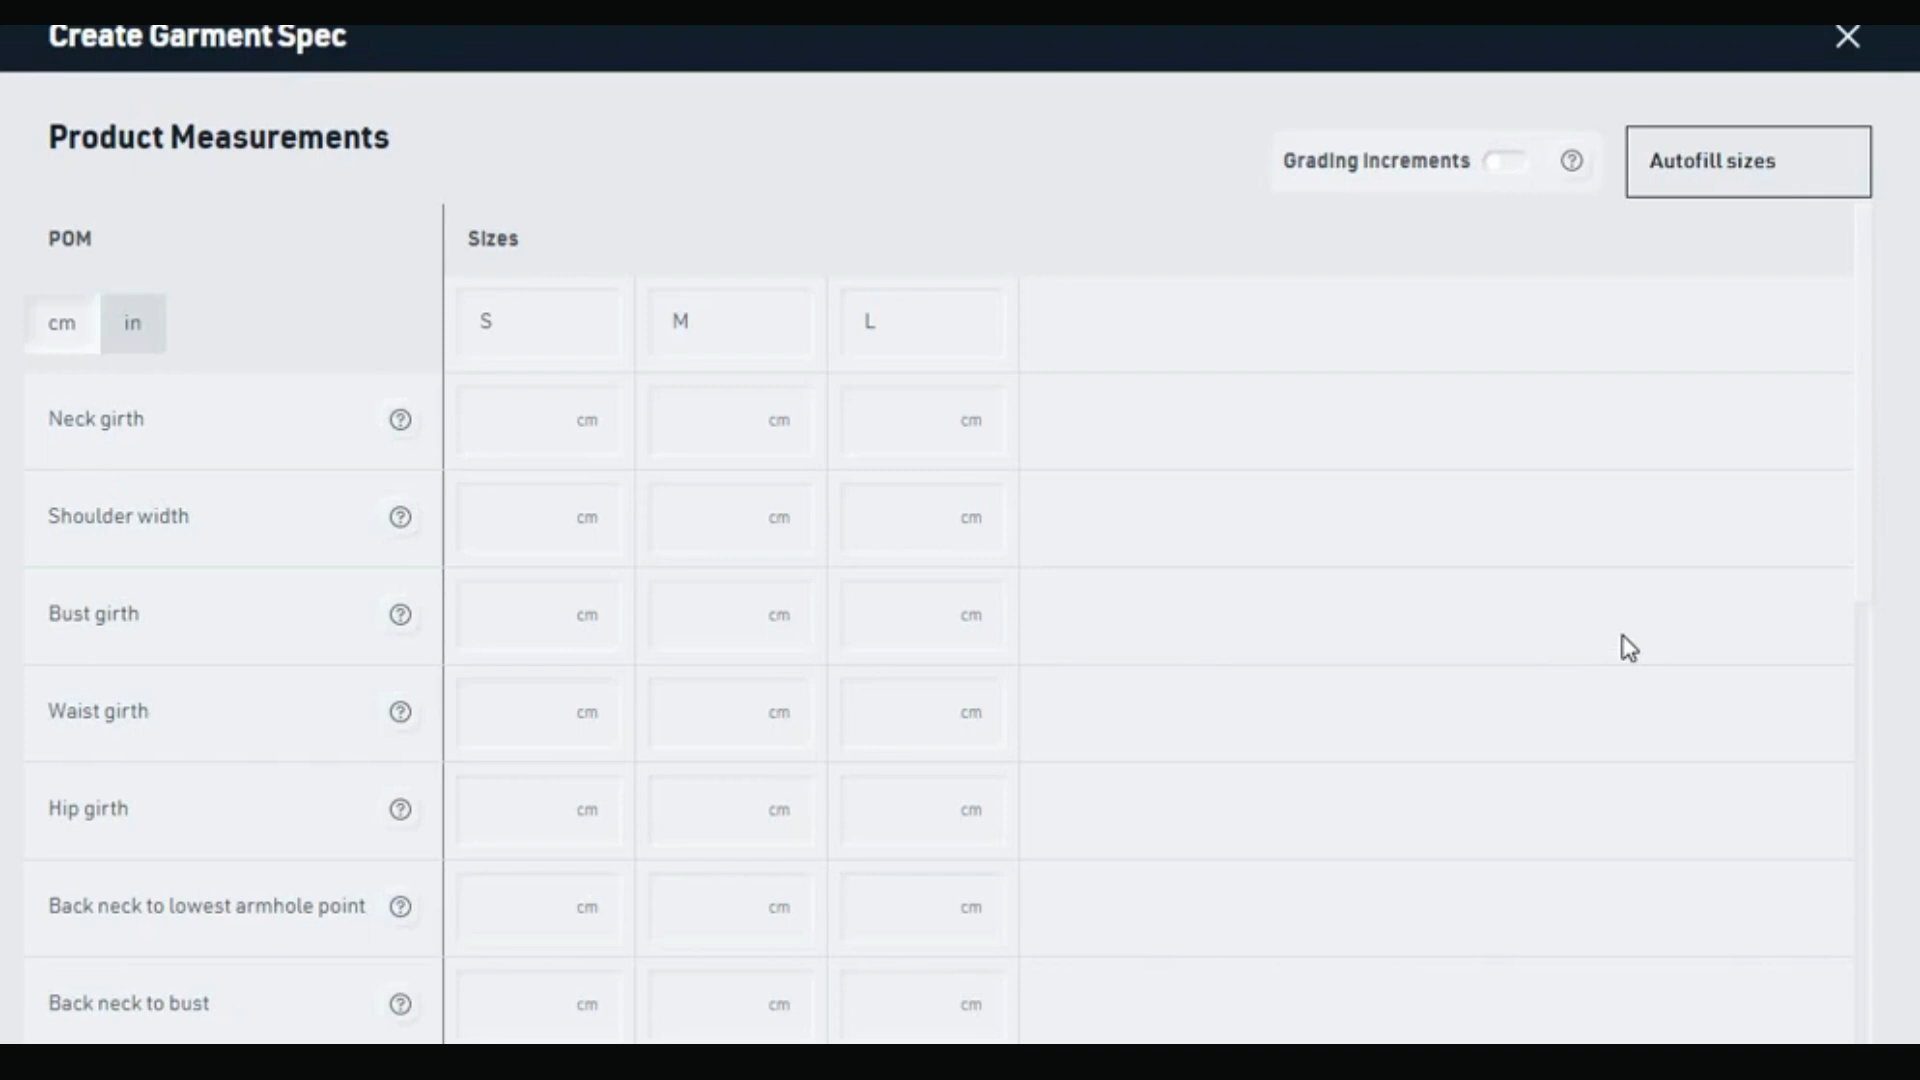 Create Garment Spec
Product Measurements
Grading Increments
Autofill sizes
POM
Sizes
cm in
S M L
Neck girth cm cm cm
Shoulder width cm cm cm
Bust girth cm cm cm
Waist girth cm cm cm
Hip girth cm cm cm
Back neck to lowest armhole point cm cm cm
Back neck to bust cm cm cm